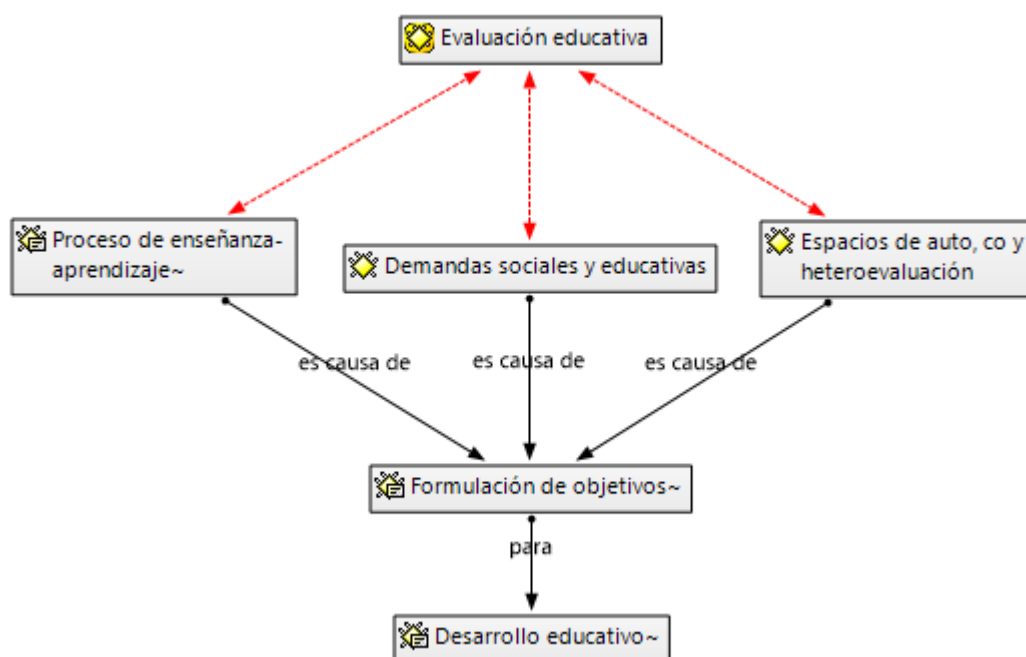 Evaluación educativa
Proceso de enseñanza-
aprendizaje~
Demandas sociales y educativas
Espacios de auto, co y
heteroevaluación
es causa de
es causa de
es causa de
Formulación de objetivos~
para
Desarrollo educativo~